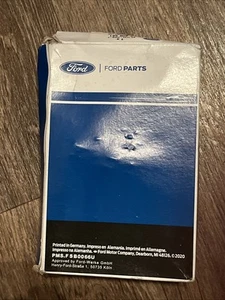 Ford FORD PARTS
Printed in Germany. Impreso en Alemania. Imprimé en Allemagne.
Impresso na Alemanha. Ford Motor Company, Dearborn, MI 48126. © 2020
PMS.F SB0066U
Approved by Ford-Werke GmbH
Henry-Ford-Straße 1, 50735 Köln